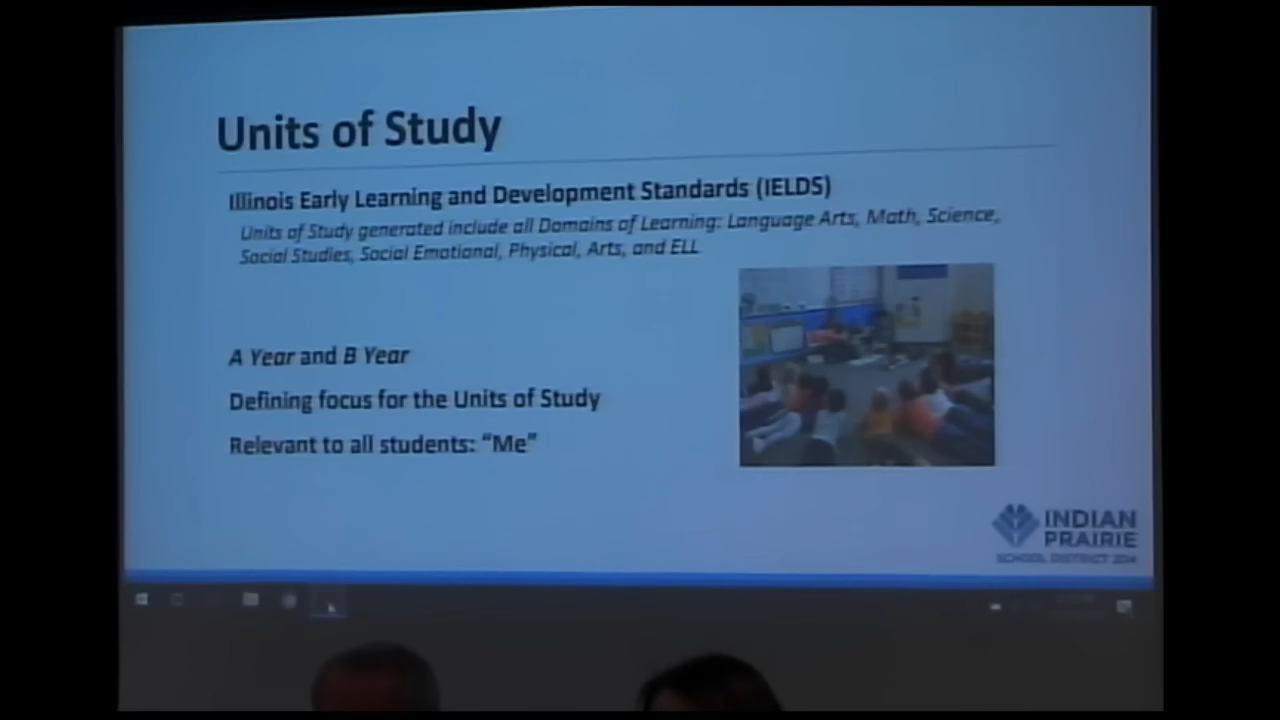 Units of Study
Illinois Early Learning and Development Standards (IELDS)
Units of Study generated include all Domains of Learning: Language Arts, Math, Science,
Social Studies, Social Emotional, Physical, Arts, and ELL
A Year and B Year
Defining focus for the Units of Study
Relevant to all students: “Me”
INDIAN
PRAIRIE
SCHOOL DISTRICT 204